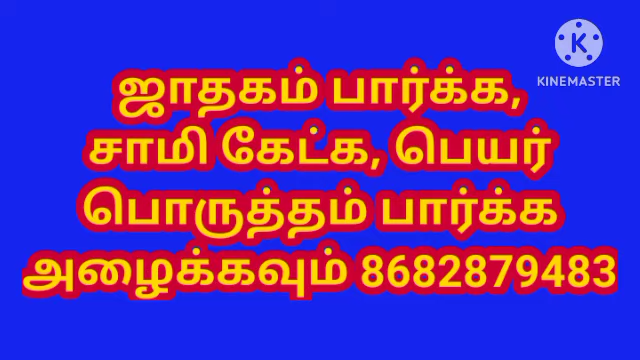 KINEMASTER
ஜாதகம் பார்க்க,
சாமி கேட்க, பெயர்
பொருத்தம் பார்க்க
அழைக்கவும் 8682879483